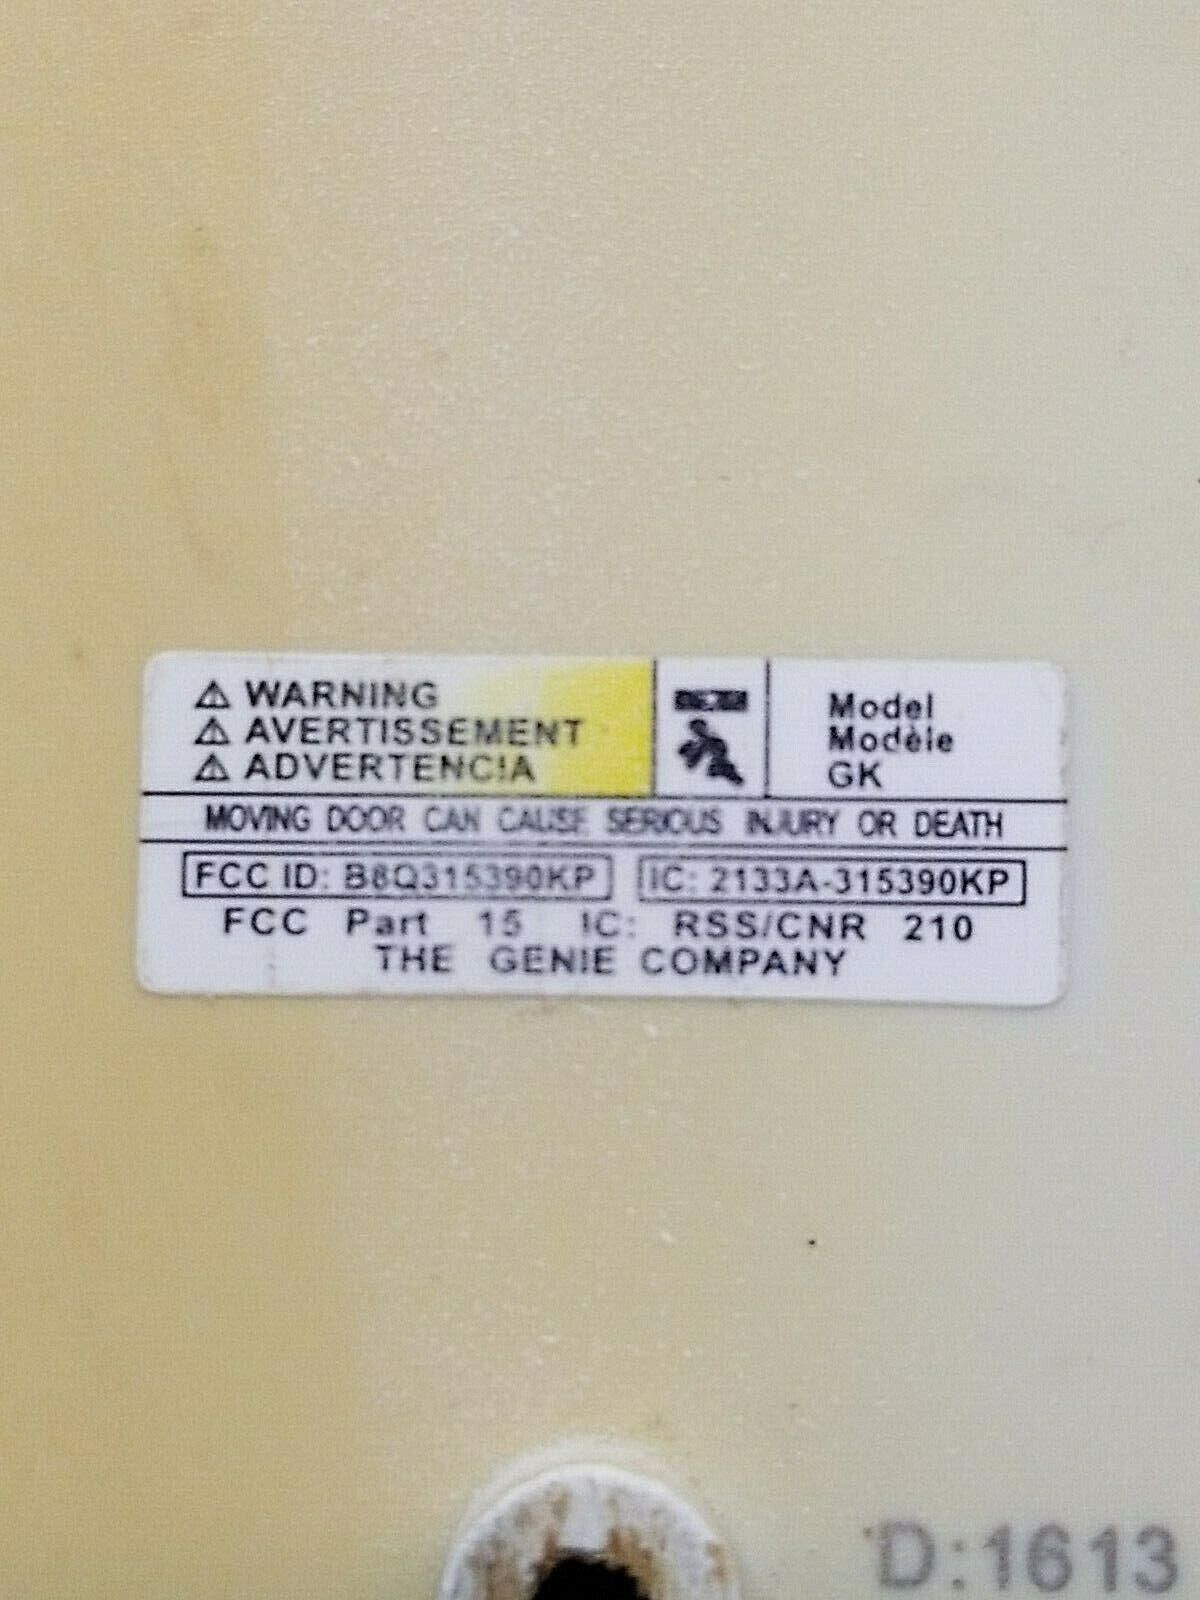 ⚠ WARNING
⚠ AVERTISSEMENT
⚠ ADVERTENCIA
Model
Modèle
GK
MOVING DOOR CAN CAUSE SERIOUS INJURY OR DEATH
FCC ID: B8Q315390KP IC: 2133A-315390KP
FCC Part 15 IC: RSS/CNR 210
THE GENIE COMPANY
D:1613